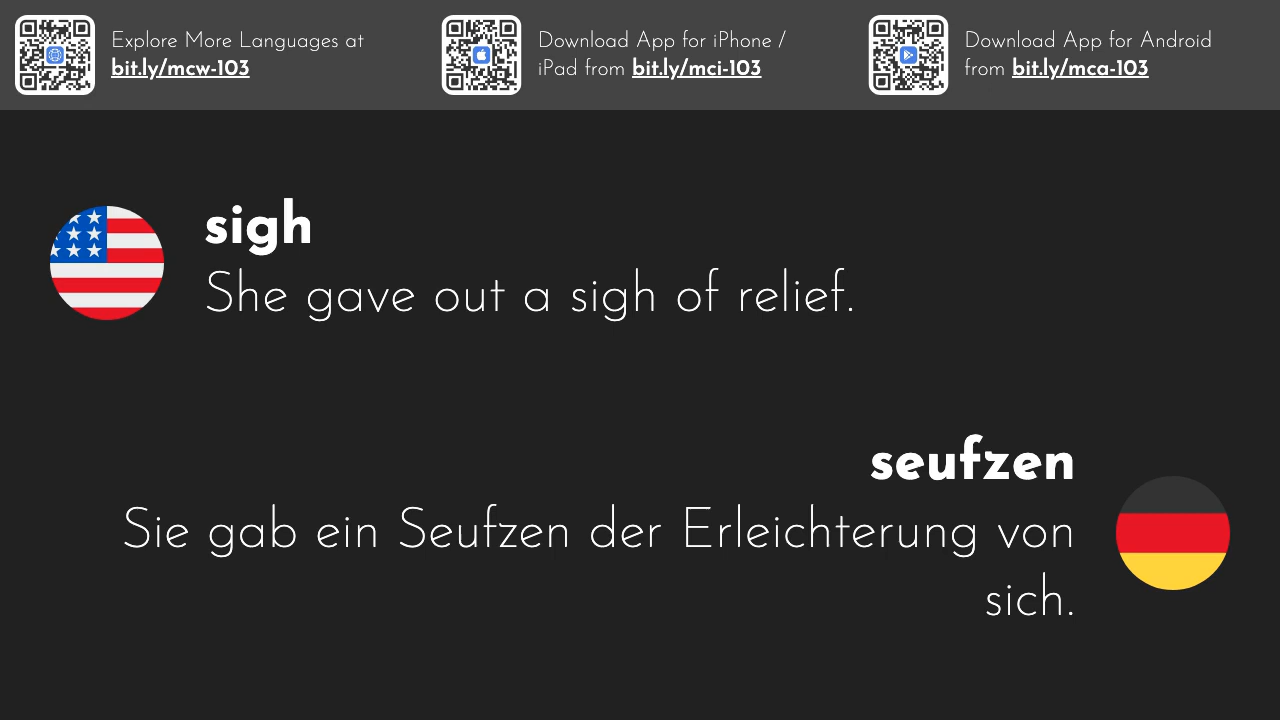 Explore More Languages at
bit.ly/mcw-103
Download App for iPhone /
iPad from bit.ly/mci-103
Download App for Android
from bit.ly/mca-103
sigh
She gave out a sigh of relief.
seufzen
Sie gab ein Seufzen der Erleichterung von
sich.